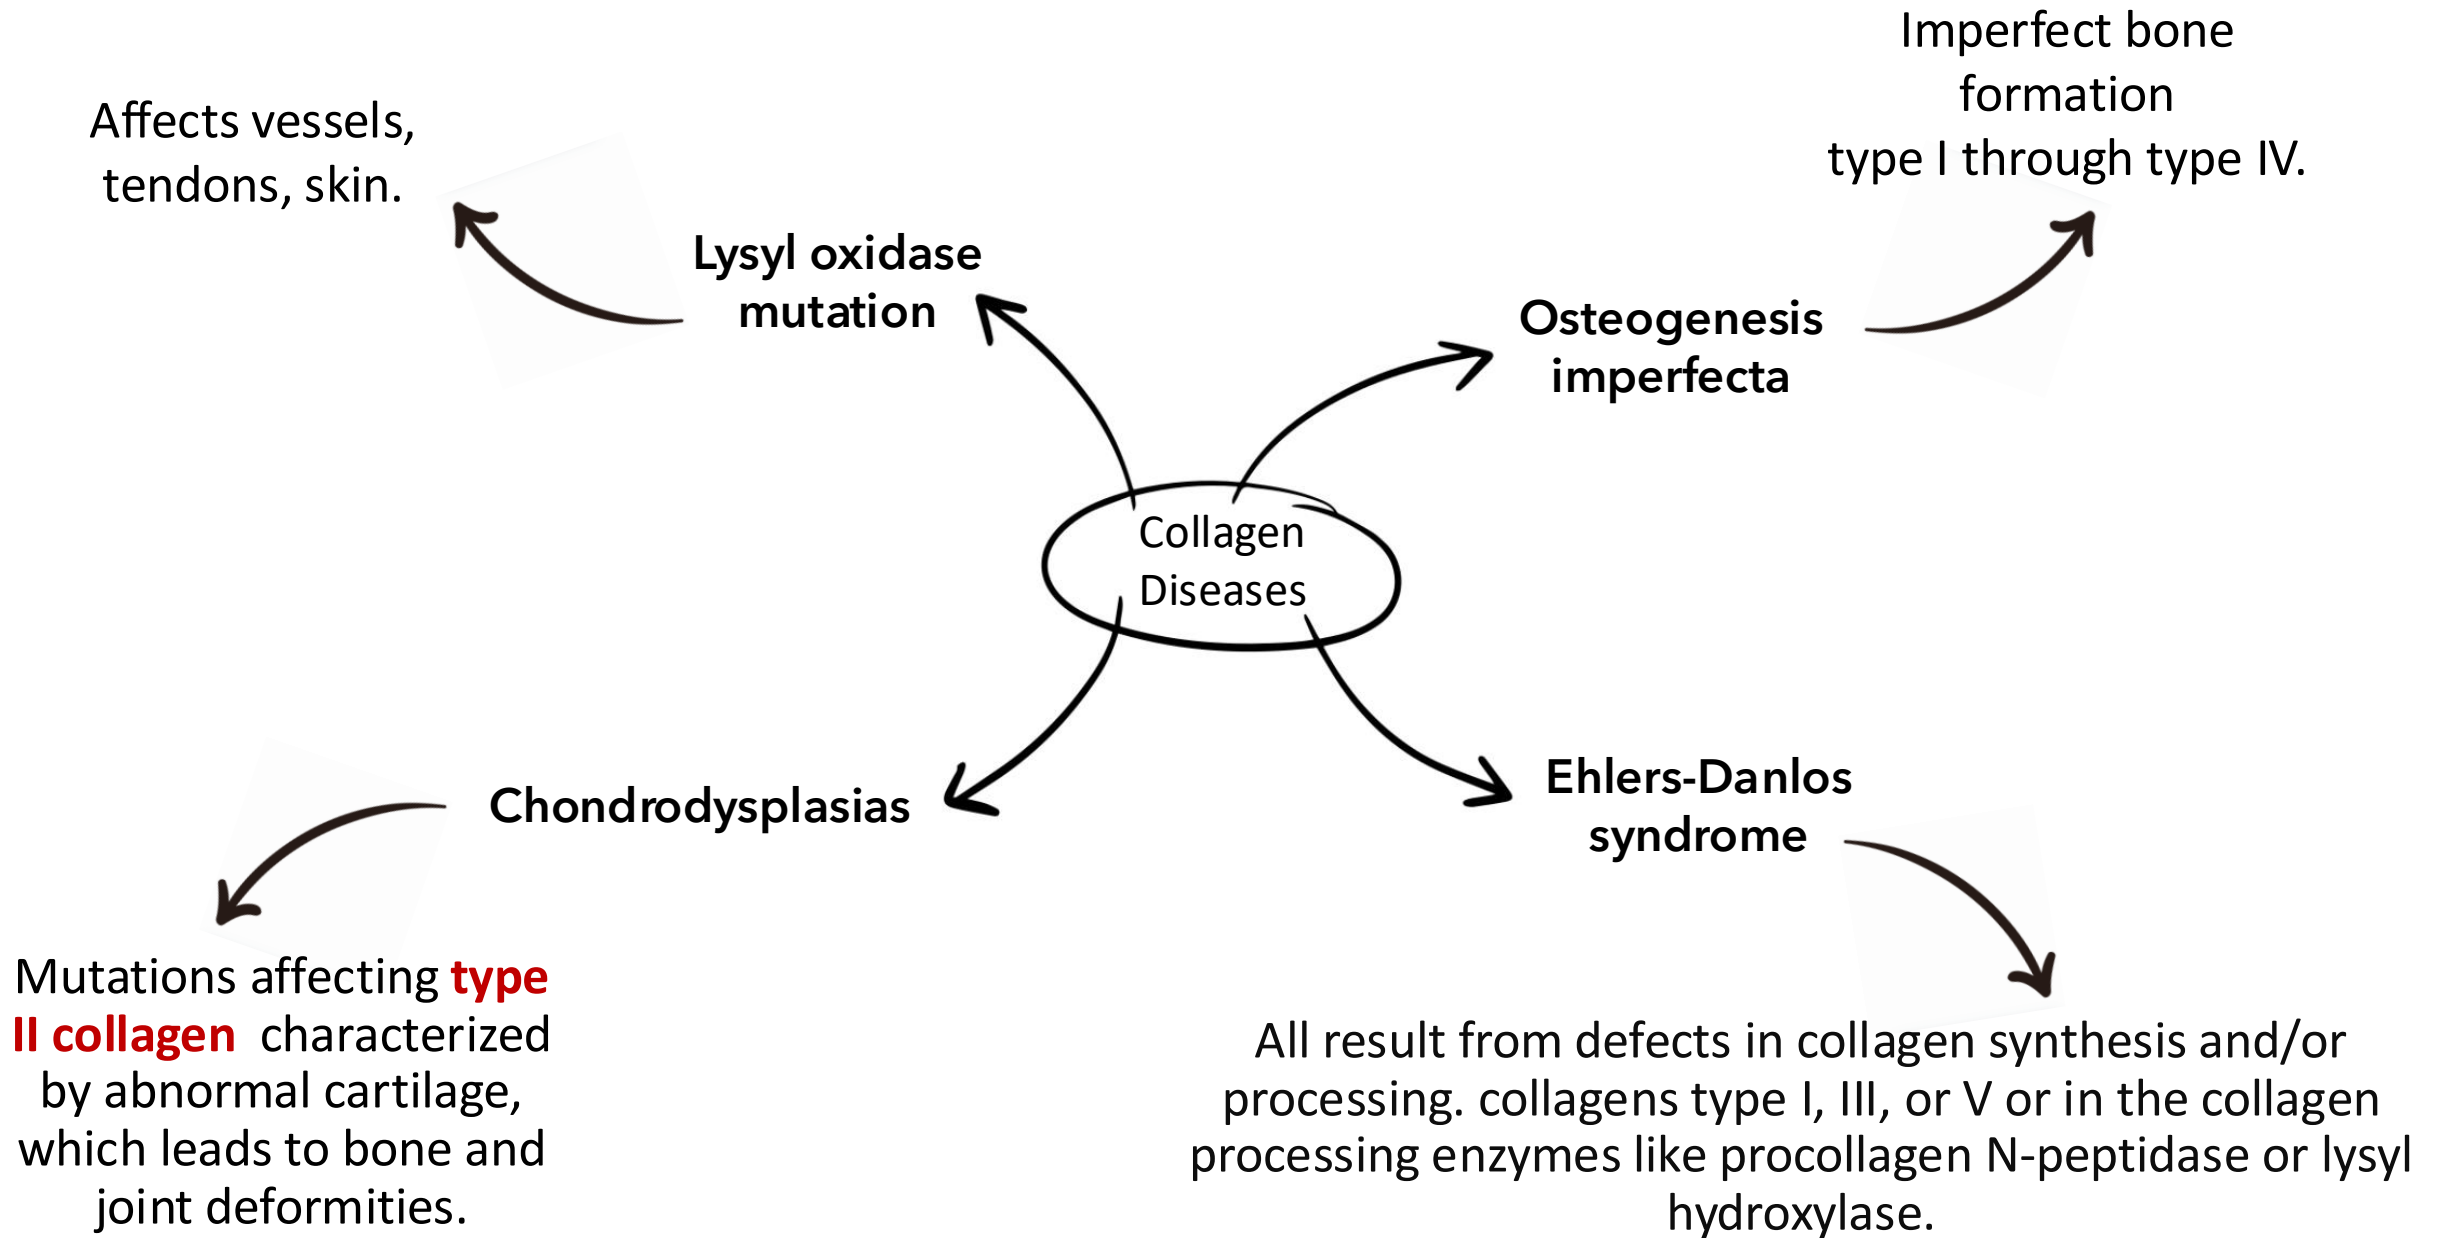 Imperfect bone
formation
type I through type IV.
Affects vessels,
tendons, skin.
Lysyl oxidase
mutation
Osteogenesis
imperfecta
Collagen
Diseases
Chondrodysplasias
Ehlers-Danlos
syndrome
Mutations affecting type
II collagen characterized
by abnormal cartilage,
which leads to bone and
joint deformities.
All result from defects in collagen synthesis and/or
processing. collagens type I, III, or V or in the collagen
processing enzymes like procollagen N-peptidase or lysyl
hydroxylase.